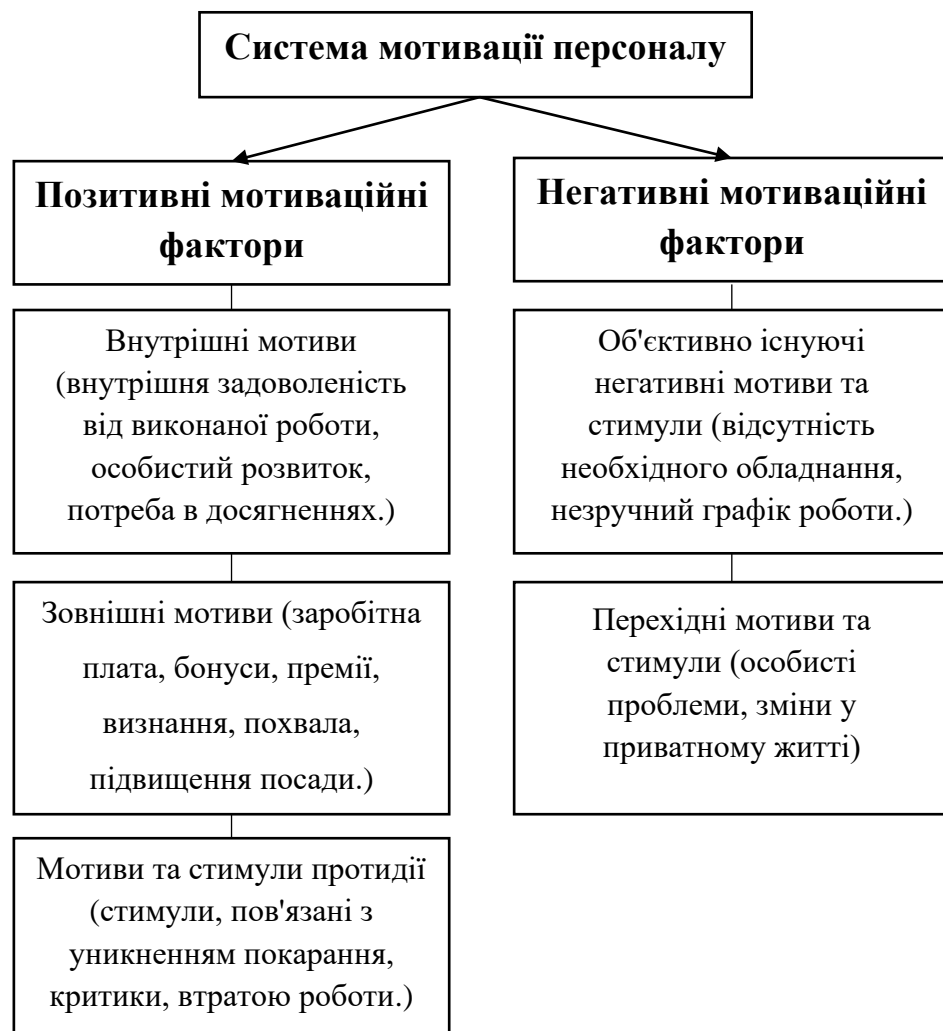 Система мотивації персоналу
Позитивні мотиваційні
фактори
Внутрішні мотиви
(внутрішня задоволеність
від виконаної роботи,
особистий розвиток,
потреба в досягненнях.)
Зовнішні мотиви (заробітна
плата, бонуси, премії,
визнання, похвала,
підвищення посади.)
Мотиви та стимули протидії
(стимули, пов'язані з
уникненням покарання,
критики, втратою роботи.)
Негативні мотиваційні
фактори
Об'єктивно існуючі
негативні мотиви та
стимули (відсутність
необхідного обладнання,
незручний графік роботи.)
Перехідні мотиви та
стимули (особисті
проблеми, зміни у
приватному житті)